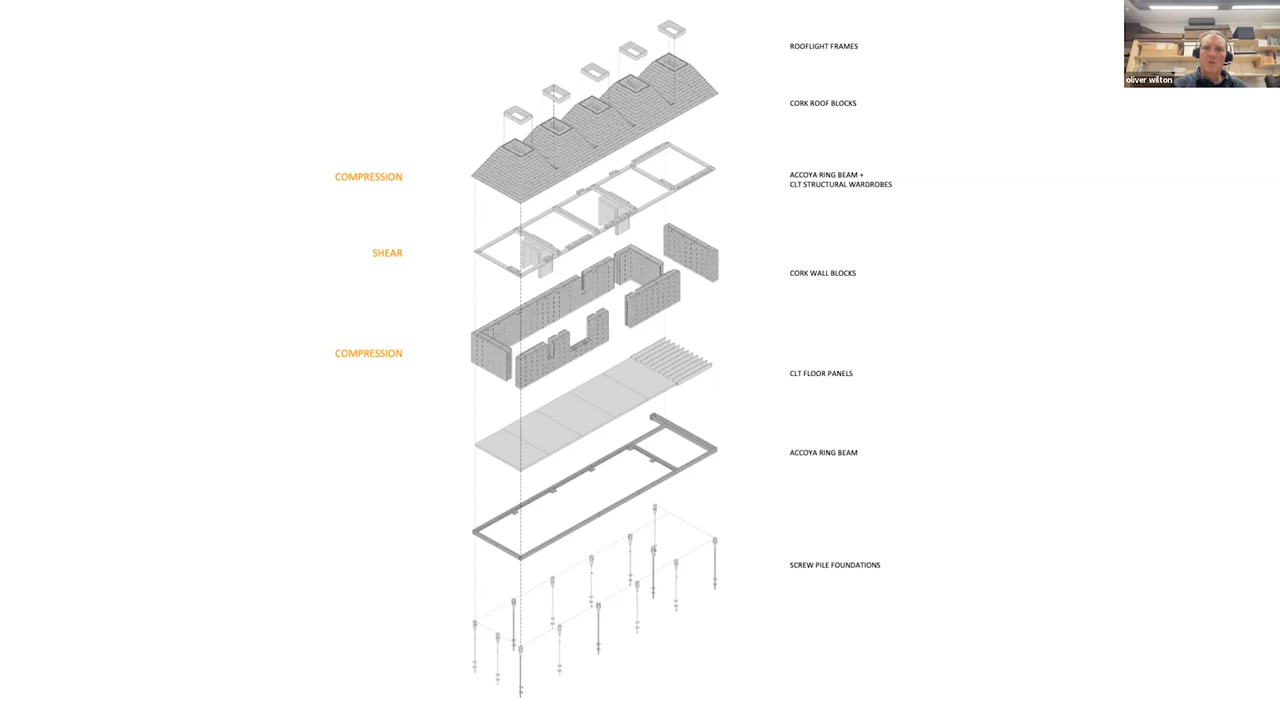 oliver wilton
ROOFLIGHT FRAMES
CORK ROOF BLOCKS
COMPRESSION
ACCOYA RING BEAM +
CLT STRUCTURAL WARDROBES
SHEAR
CORK WALL BLOCKS
COMPRESSION
CLT FLOOR PANELS
ACCOYA RING BEAM
SCREW PILE FOUNDATIONS